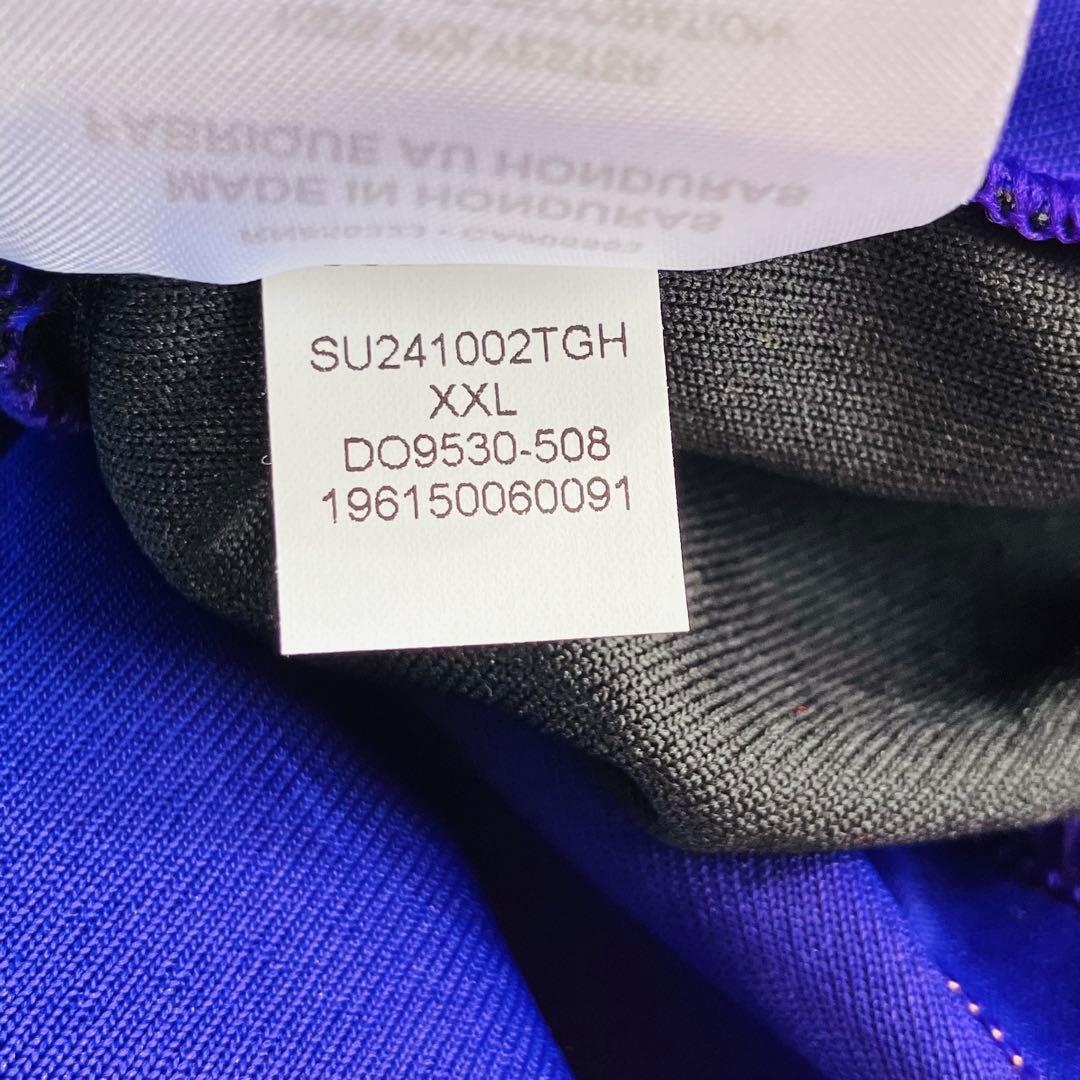 FABRIQUE AU HONDURAS
MADE IN HONDURAS
SU241002TGH
XXL
DO9530-508
196150060091